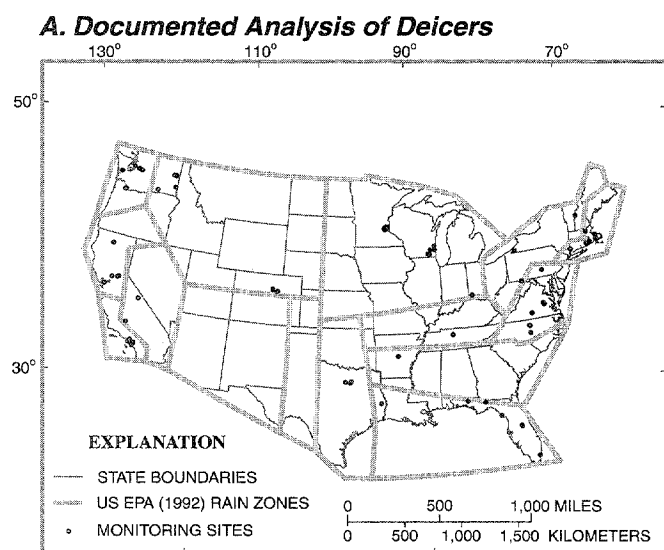 A. Documented Analysis of Deicers
130° 110° 90° 70°
50°
30°
EXPLANATION
STATE BOUNDARIES
US EPA (1992) RAIN ZONES
MONITORING SITES
0 500 1,000 MILES
0 500 1,000 1,500 KILOMETERS